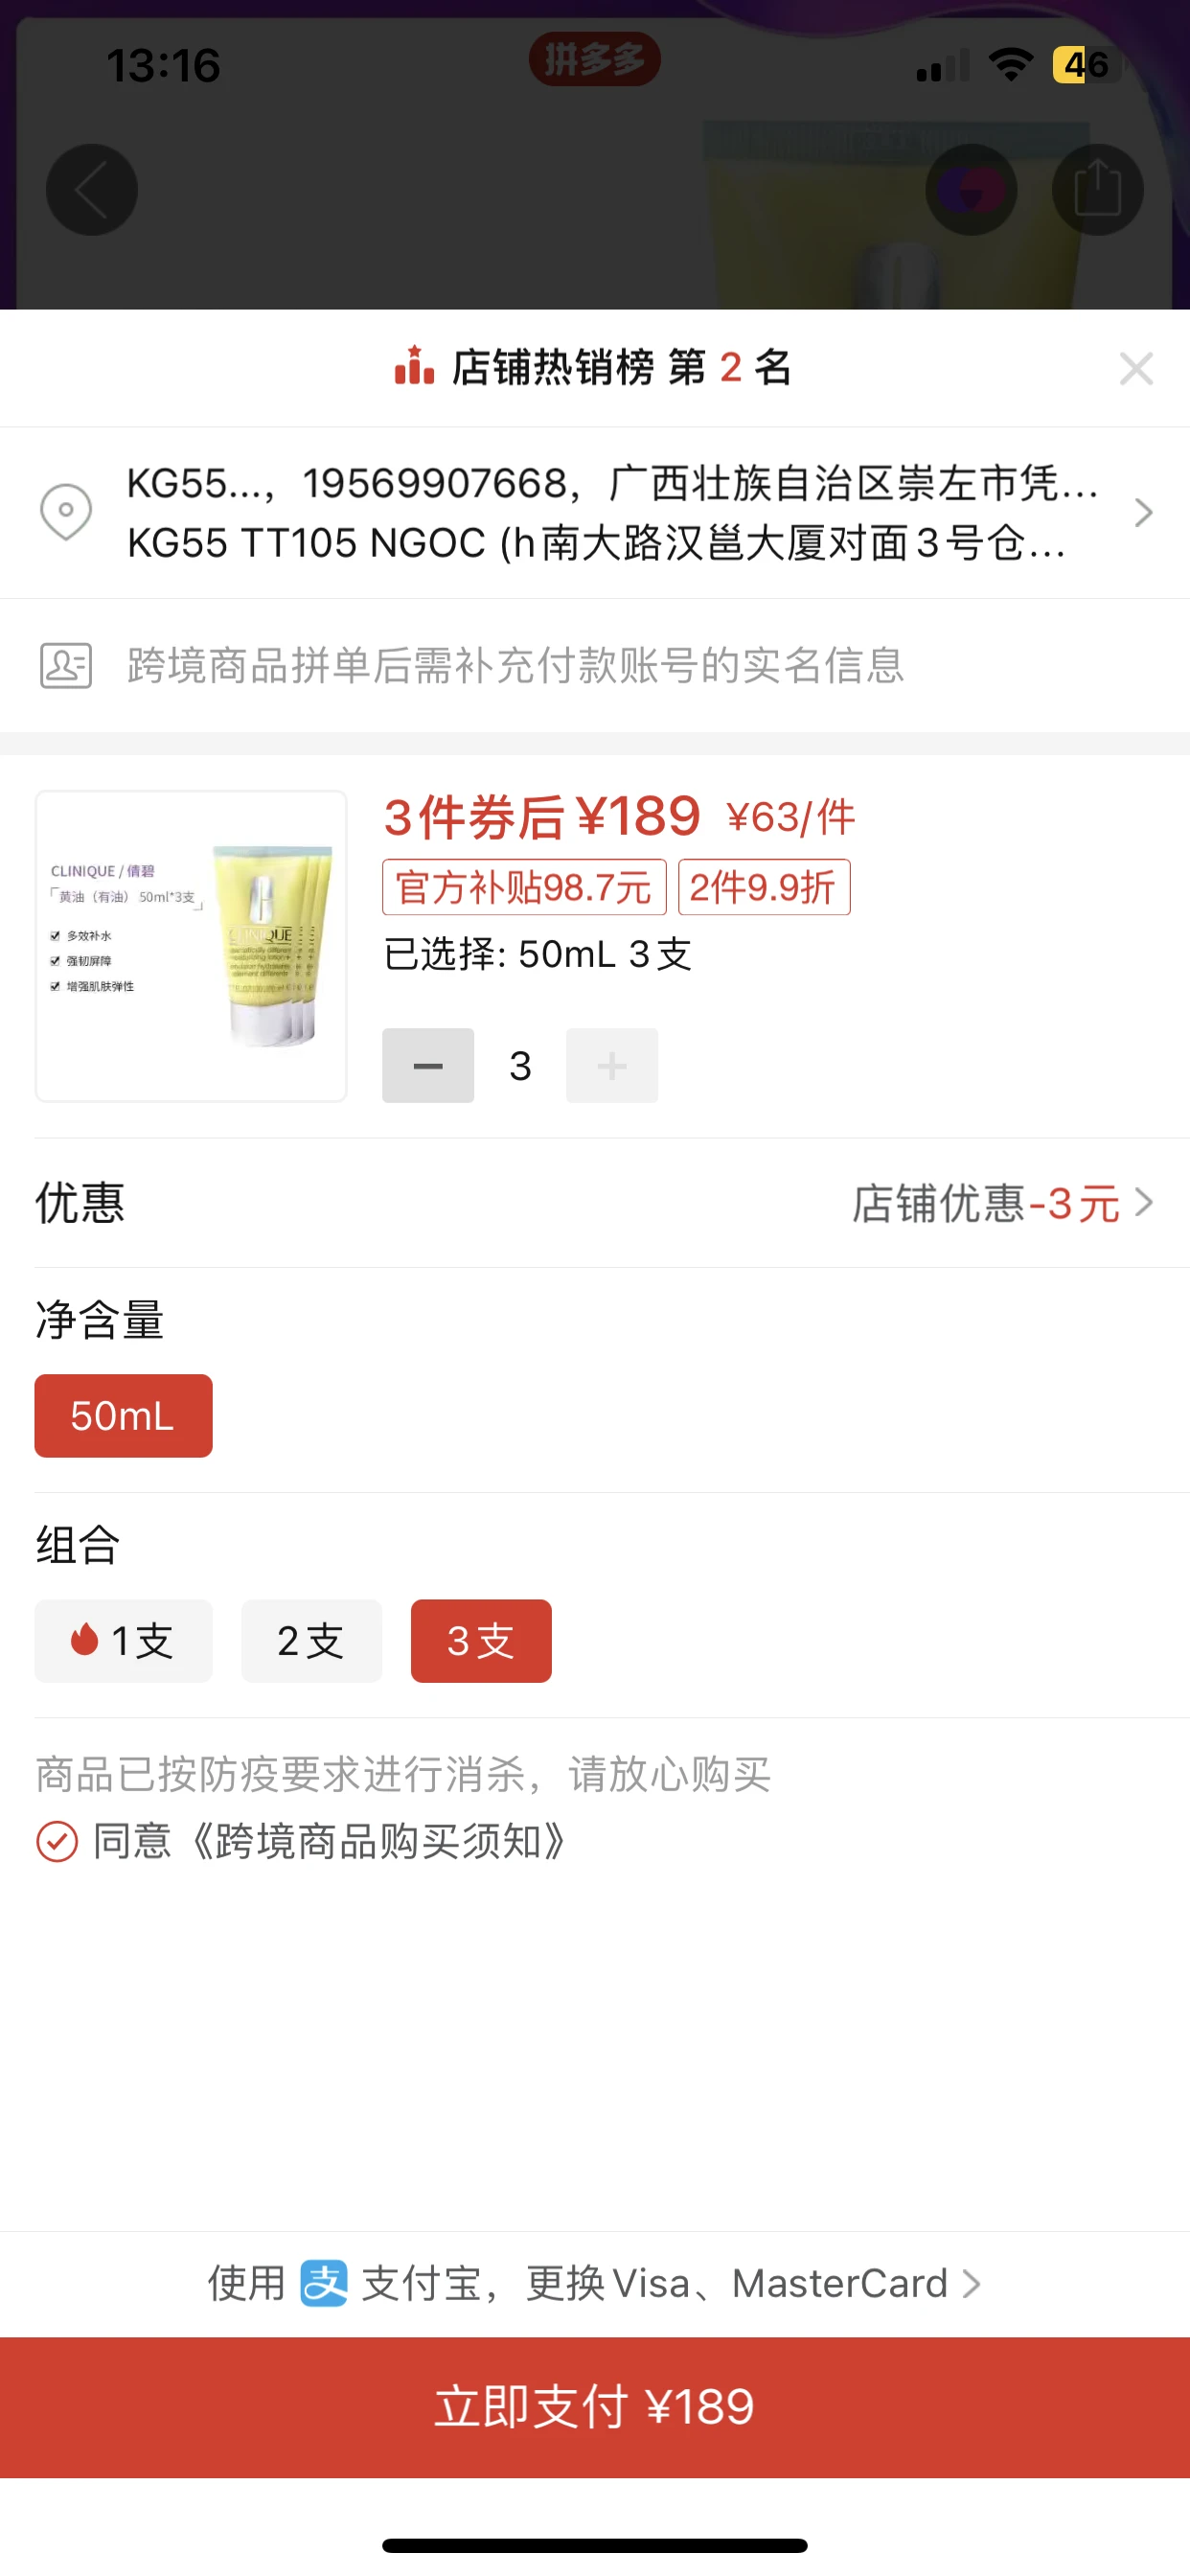 13:16
拼多多
46
店铺热销榜 第 2 名
KG55...，19569907668，广西壮族自治区崇左市凭...
KG55 TT105 NGOC (h南大路汉邕大厦对面3号仓...
跨境商品拼单后需补充付款账号的实名信息
3件券后 ¥189 ¥63/件
官方补贴98.7元 2件9.9折
已选择: 50mL 3支
CLINIQUE / 倩碧
「黄油（有油） 50ml*3支」
多效补水
强韧屏障
增强肌肤弹性
CLINIQUE
3
优惠
店铺优惠-3元
净含量
50mL
组合
1支
2支
3支
商品已按防疫要求进行消杀，请放心购买
同意《跨境商品购买须知》
使用 支 支付宝，更换Visa、MasterCard
立即支付 ¥189